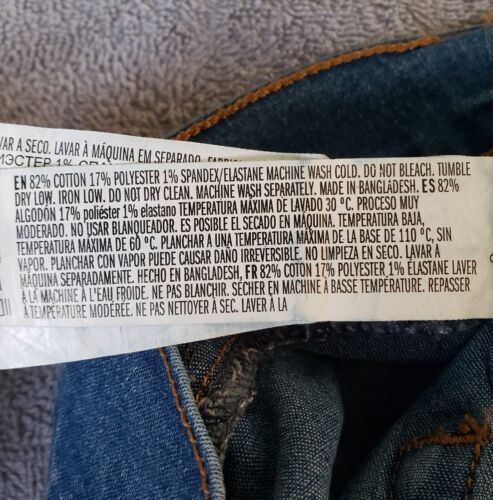 VAR A SECO. LAVAR À MÁQUINA EM SEPARADO.
ИЭСТЕР 1%
EN 82% COTTON 17% POLYESTER 1% SPANDEX/ELASTANE MACHINE WASH COLD. DO NOT BLEACH. TUMBLE
DRY LOW. IRON LOW. DO NOT DRY CLEAN. MACHINE WASH SEPARATELY. MADE IN BANGLADESH. ES 82%
ALGODÓN 17% poliéster 1% elastano TEMPERATURA MÁXIMA DE LAVADO 30 ºC. PROCESO MUY
MODERADO. NO USAR BLANQUEADOR. ES POSIBLE EL SECADO EN MÁQUINA. TEMPERATURA BAJA,
TEMPERATURA MÁXIMA DE 60 ºC. PLANCHAR A UNA TEMPERATURA MÁXIMA DE LA BASE DE 110 ºC, SIN
VAPOR. PLANCHAR CON VAPOR PUEDE CAUSAR DAÑO IRREVERSIBLE. NO LIMPIEZA EN SECO. LAVAR A
MÁQUINA SEPARADAMENTE. HECHO EN BANGLADESH, FR 82% COTON 17% POLYESTER 1% ÉLASTANE LAVER
À LA MACHINE À L'EAU FROIDE. NE PAS BLANCHIR. SÉCHER EN MACHINE À BASSE TEMPÉRATURE. REPASSER
À TEMPÉRATURE MODÉRÉE. NE PAS NETTOYER À SEC. LAVER À LA